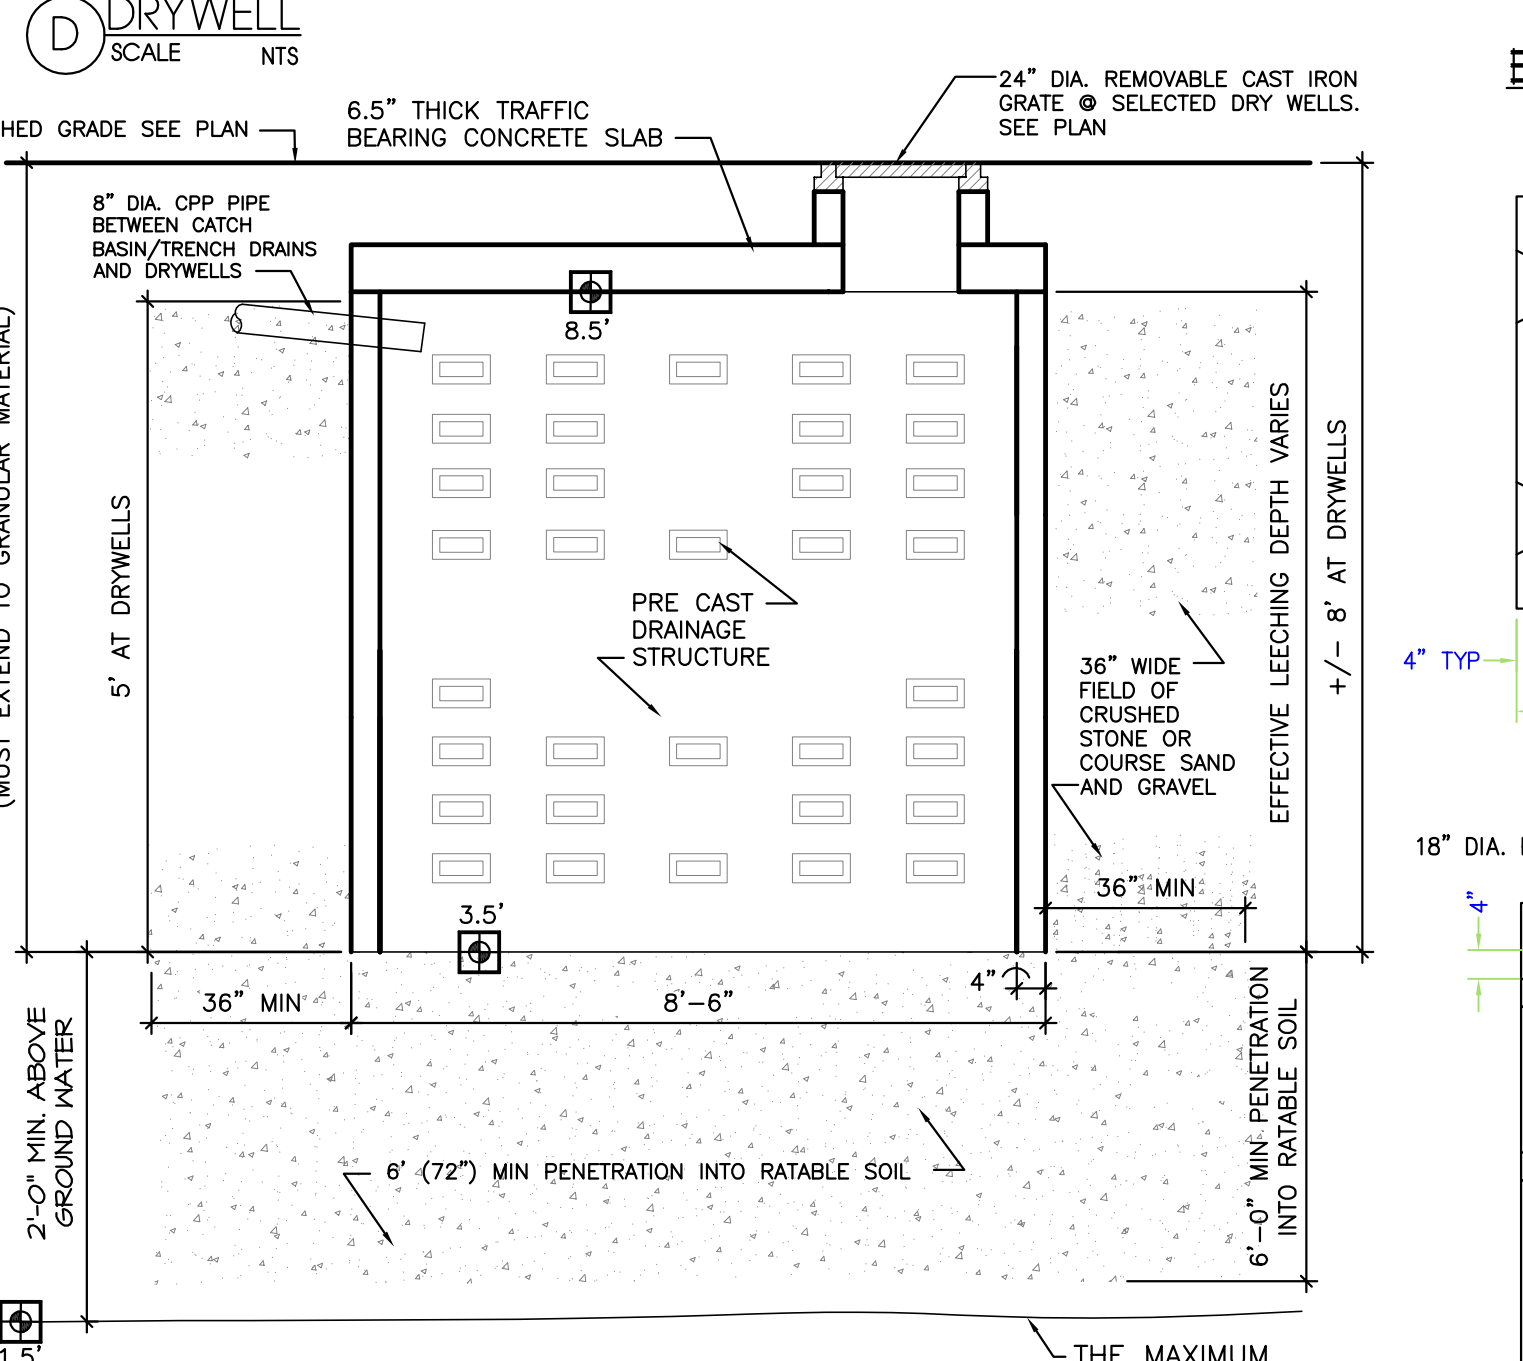 D
DRYWELL
SCALE NTS
HED GRADE SEE PLAN
6.5" THICK TRAFFIC
BEARING CONCRETE SLAB
24" DIA. REMOVABLE CAST IRON
GRATE @ SELECTED DRY WELLS.
SEE PLAN
8" DIA. CPP PIPE
BETWEEN CATCH
BASIN/TRENCH DRAINS
AND DRYWELLS
8.5'
(MUST EXTEND TO GRANULAR MATERIAL)
5' AT DRYWELLS
PRE CAST
DRAINAGE
STRUCTURE
36" WIDE
FIELD OF
CRUSHED
STONE OR
COURSE SAND
AND GRAVEL
EFFECTIVE LEECHING DEPTH VARIES
+/- 8' AT DRYWELLS
4" TYP
18" DIA.
4"
36" MIN
3.5'
4"
36" MIN
8'-6"
2'-0" MIN. ABOVE
GROUND WATER
6' (72") MIN PENETRATION INTO RATABLE SOIL
6'-0" MIN PENETRATION
INTO RATABLE SOIL
1.5'
THE MAXIMUM